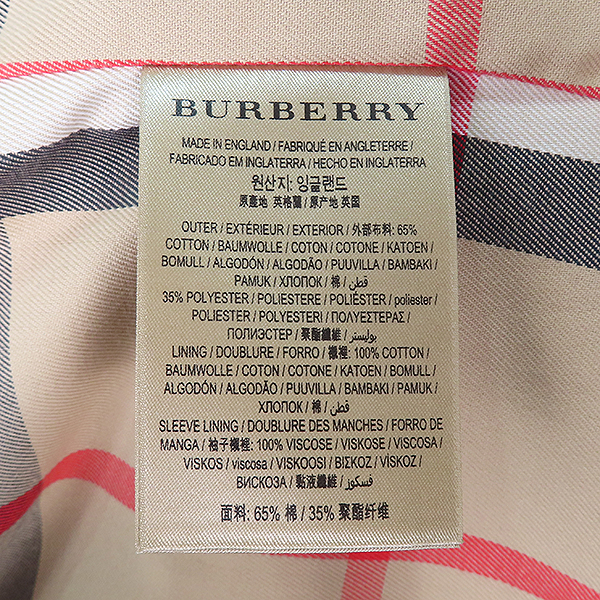 BURBERRY
MADE IN ENGLAND / FABRIQUÉ EN ANGLETERRE /
FABRICADO EM INGLATERRA / HECHO EN INGLATERRA
원산지: 잉글랜드
原產地 英格蘭 / 原产地 英国
OUTER / EXTÉRIEUR / EXTERIOR / 外部布料: 65%
COTTON / BAUMWOLLE / COTON / COTONE / KATOEN /
BOMULL / ALGODÓN / ALGODÃO / PUUVILLA / BAMBAKI /
PAMUK / ХЛОПОК / 棉 / قطن /
35% POLYESTER / POLIESTERE / POLIÉSTER / poliester /
POLIESTER / POLYESTERI / ΠΟΛΥΕΣΤΕΡΑΣ /
ПОЛИЭСТЕР / 聚酯纖維 / بوليستر
LINING / DOUBLURE / FORRO / 襯裡: 100% COTTON /
BAUMWOLLE / COTON / COTONE / KATOEN / BOMULL /
ALGODÓN / ALGODÃO / PUUVILLA / BAMBAKI / PAMUK /
ХЛОПОК / 棉 / قطن /
SLEEVE LINING / DOUBLURE DES MANCHES / FORRO DE
MANGA / 袖子襯裡: 100% VISCOSE / VISKOSE / VISCOSA /
VISKOS / viscosa / VISKOOSI / ΒΙΣΚΟΖ / VİSKOZ /
ВИСКОЗА / 黏液纖維 / فسكوز
面料: 65% 棉 / 35% 聚酯纤维